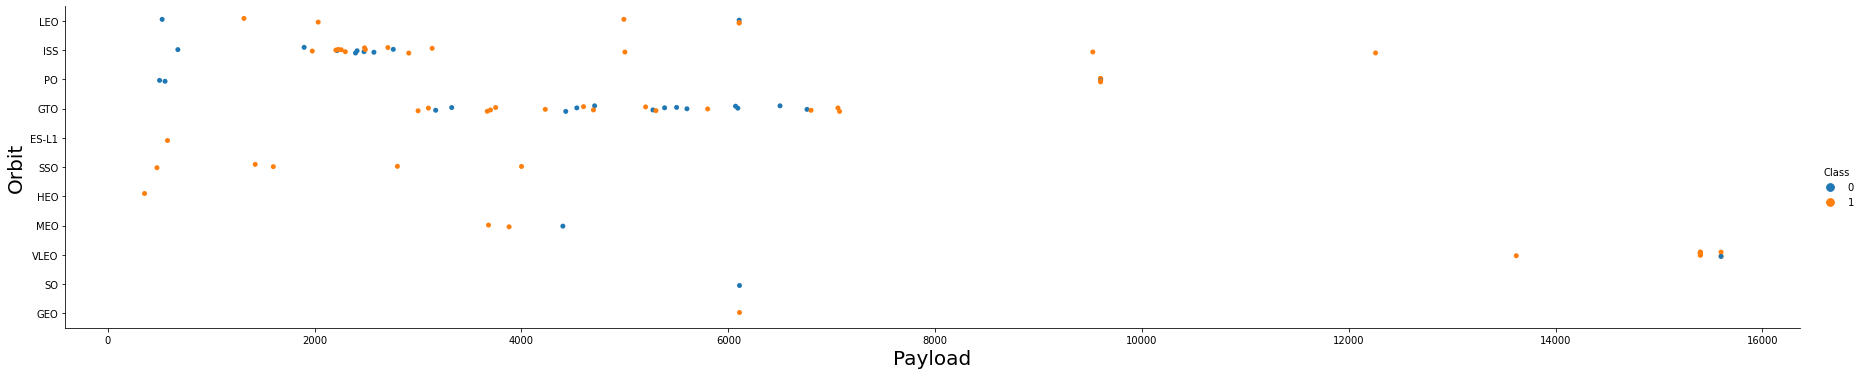 LEO
ISS
PO
GTO
ES-L1
SSO
HEO
MEO
VLEO
SO
GEO
Orbit
0 2000 4000 6000 8000 10000 12000 14000 16000
Payload
Class
0
1